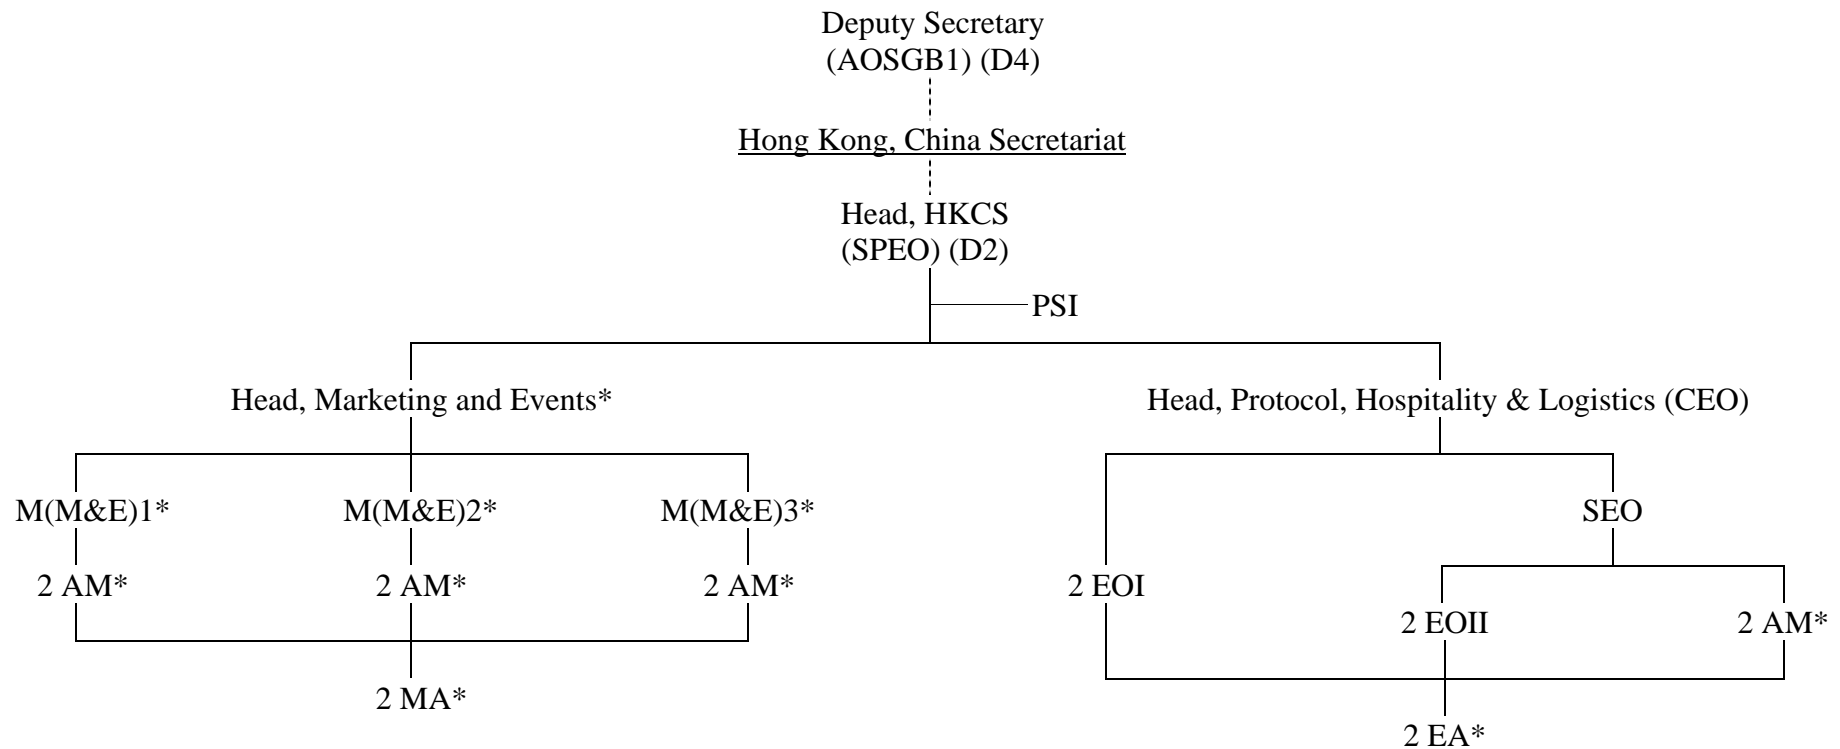 Deputy Secretary
(AOSGB1) (D4)
Hong Kong, China Secretariat
Head, HKCS
(SPEO) (D2)
PSI
Head, Marketing and Events*
Head, Protocol, Hospitality & Logistics (CEO)
M(M&E)1*
M(M&E)2*
M(M&E)3*
SEO
2 AM*
2 AM*
2 AM*
2 EOI
2 EOII
2 AM*
2 MA*
2 EA*